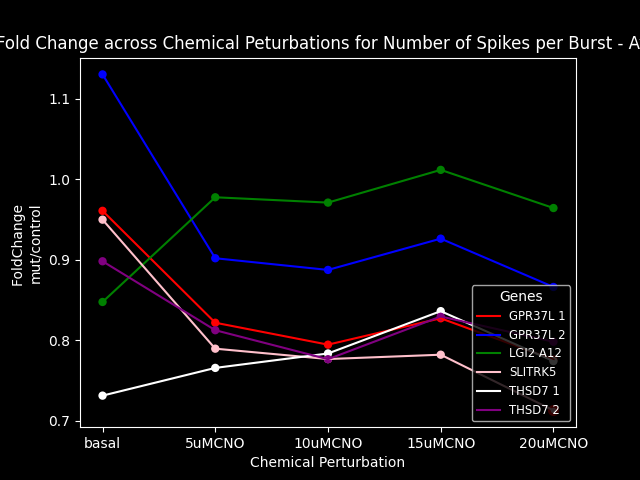 Fold Change across Chemical Peturbations for Number of Spikes per Burst - A
1.1
1.0
0.9
0.8
0.7
FoldChange
mut/control
Genes
GPR37L 1
GPR37L 2
LGI2 A12
SLITRK5
THSD7 1
THSD7 2
basal 5uMCNO 10uMCNO 15uMCNO 20uMCNO
Chemical Perturbation